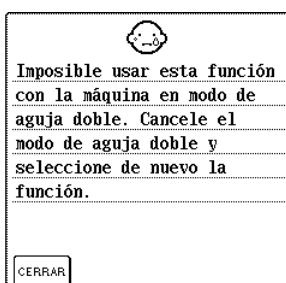 Imposible usar esta función
con la máquina en modo de
aguja doble. Cancele el
modo de aguja doble y
seleccione de nuevo la
función.
CERRAR